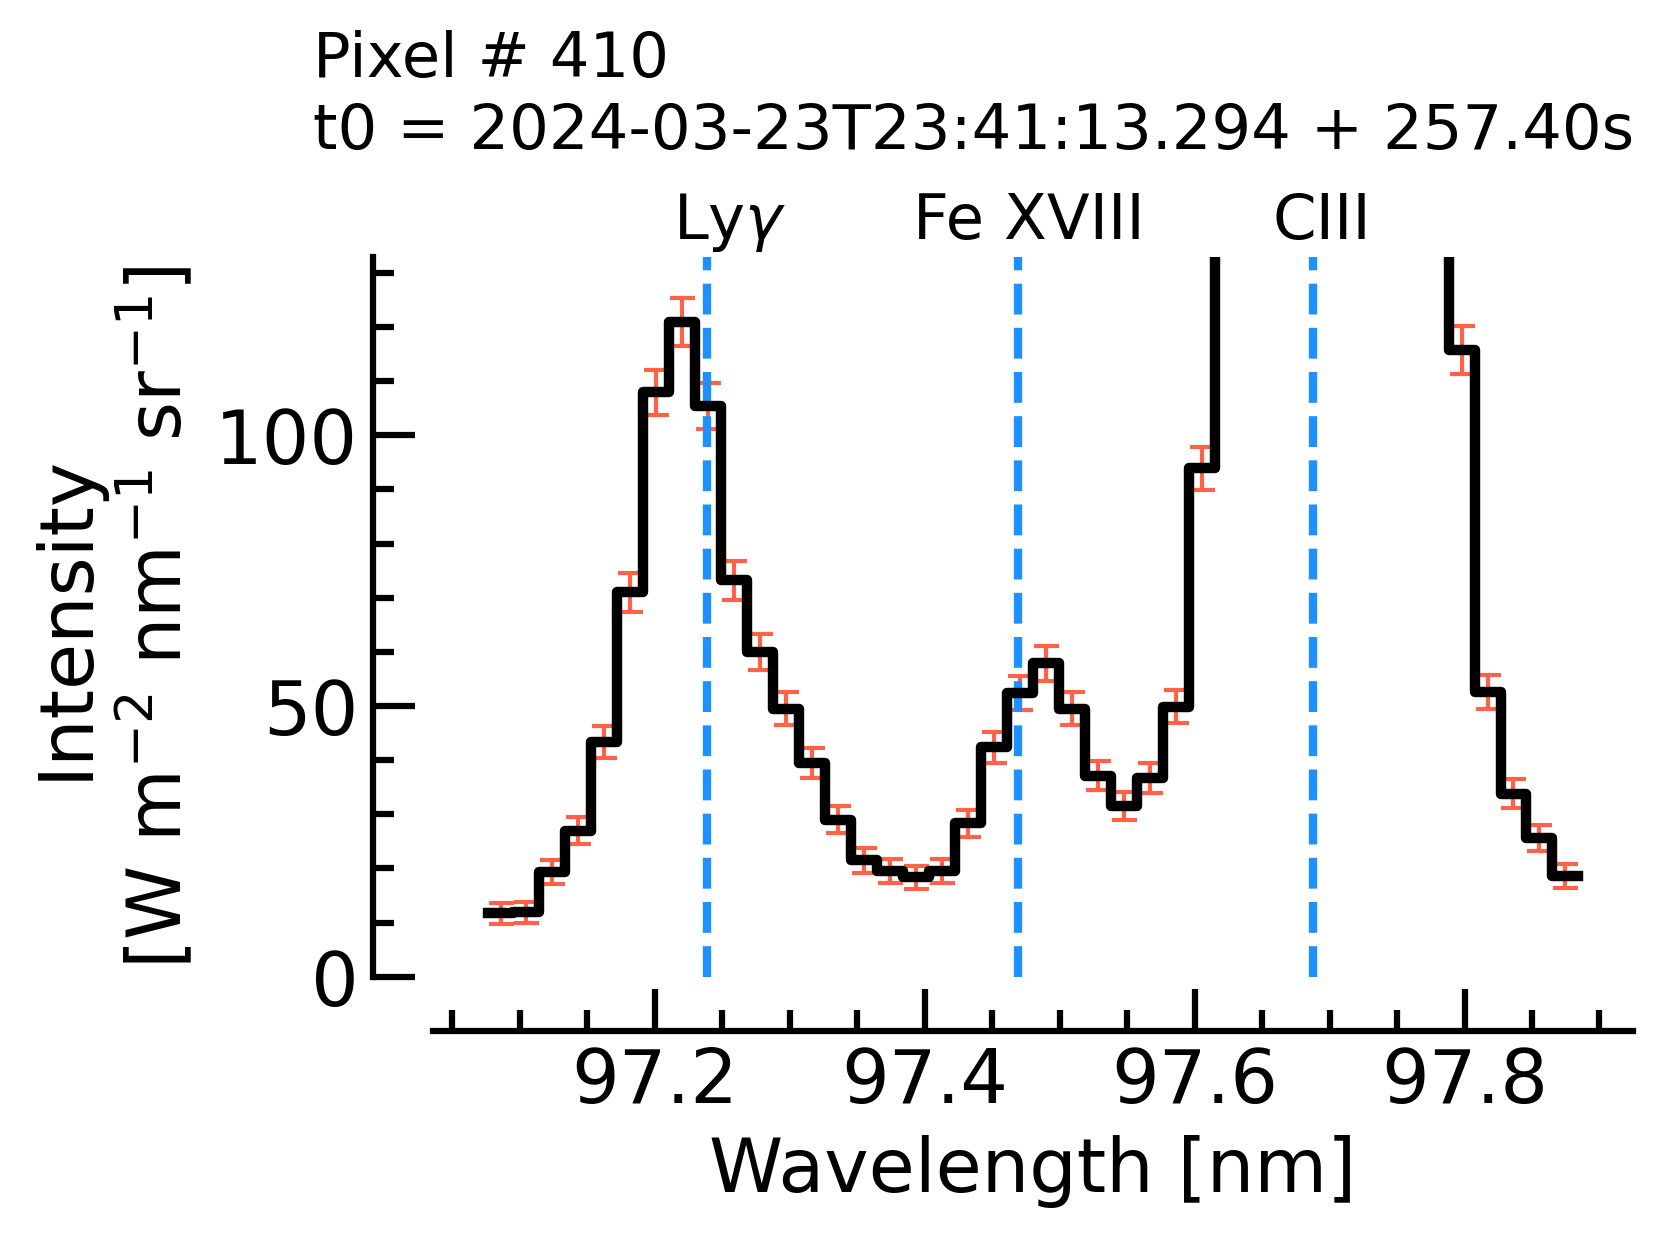 Pixel # 410
t0 = 2024-03-23T23:41:13.294 + 257.40s
Lyγ Fe XVIII CIII
Intensity
[W m⁻² nm⁻¹ sr⁻¹]
100
50
0
97.2 97.4 97.6 97.8
Wavelength [nm]